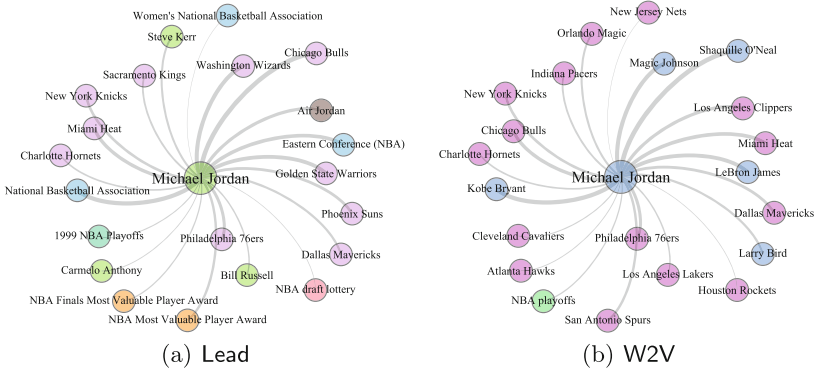 Women's National Basketball Association
Steve Kerr
Chicago Bulls
Washington Wizards
Sacramento Kings
New York Knicks
Air Jordan
Miami Heat
Eastern Conference (NBA)
Charlotte Hornets
Golden State Warriors
Michael Jordan
National Basketball Association
Phoenix Suns
1999 NBA Playoffs
Philadelphia 76ers
Dallas Mavericks
Carmelo Anthony
Bill Russell
NBA draft lottery
NBA Finals Most Valuable Player Award
NBA Most Valuable Player Award
(a) Lead
New Jersey Nets
Orlando Magic
Shaquille O'Neal
Magic Johnson
Indiana Pacers
New York Knicks
Los Angeles Clippers
Chicago Bulls
Miami Heat
Charlotte Hornets
LeBron James
Michael Jordan
Kobe Bryant
Dallas Mavericks
Cleveland Cavaliers
Philadelphia 76ers
Larry Bird
Atlanta Hawks
Los Angeles Lakers
Houston Rockets
NBA playoffs
San Antonio Spurs
(b) W2V